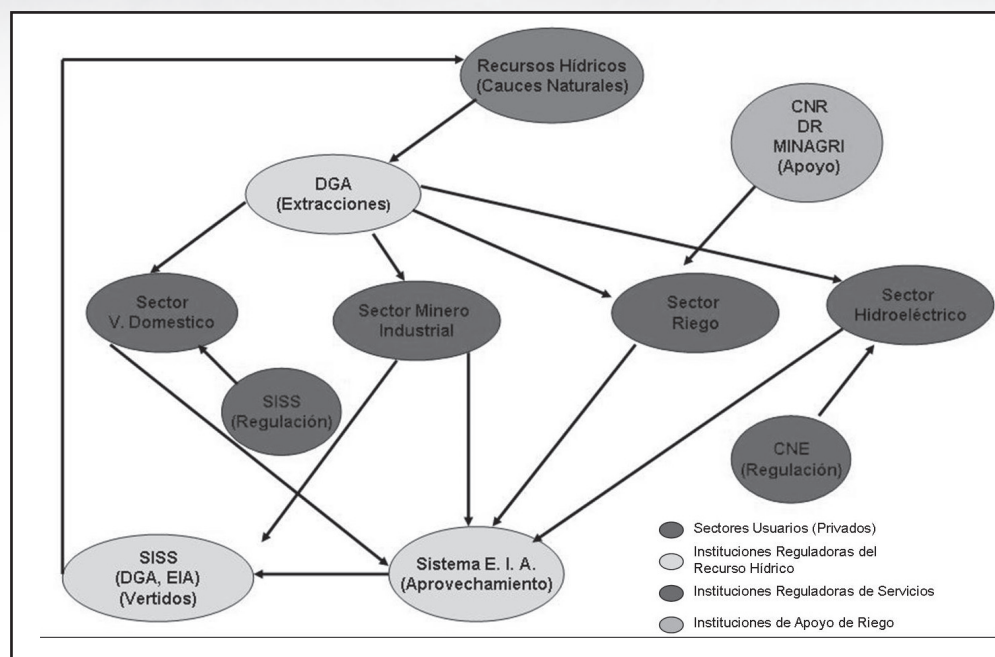 Recursos Hídricos
(Cauces Naturales)
CNR
DR
MINAGRI
(Apoyo)
DGA
(Extracciones)
Sector
V. Domestico
Sector Minero
Industrial
Sector
Riego
Sector
Hidroeléctrico
SISS
(Regulación)
CNE
(Regulación)
SISS
(DGA, EIA)
(Vertidos)
Sistema E. I. A.
(Aprovechamiento)
Sectores Usuarios (Privados)
Instituciones Reguladoras del
Recurso Hídrico
Instituciones Reguladoras de Servicios
Instituciones de Apoyo de Riego